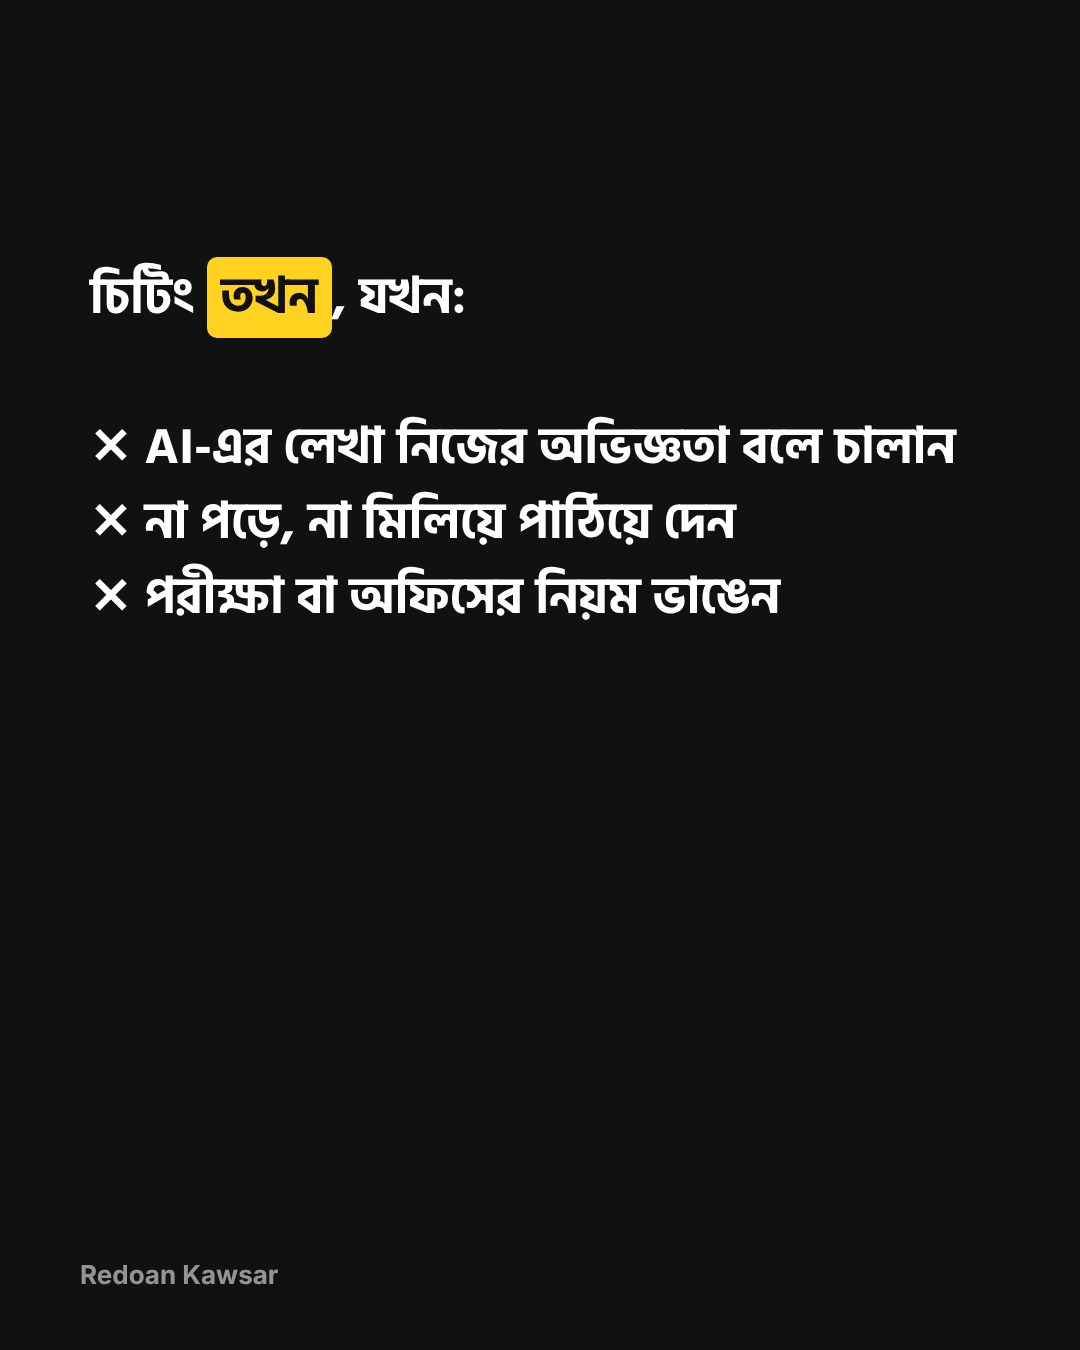 চিটিং তখন, যখন:
✕ AI-এর লেখা নিজের অভিজ্ঞতা বলে চালান
✕ না পড়ে, না মিলিয়ে পাঠিয়ে দেন
✕ পরীক্ষা বা অফিসের নিয়ম ভাঙেন
Redoan Kawsar